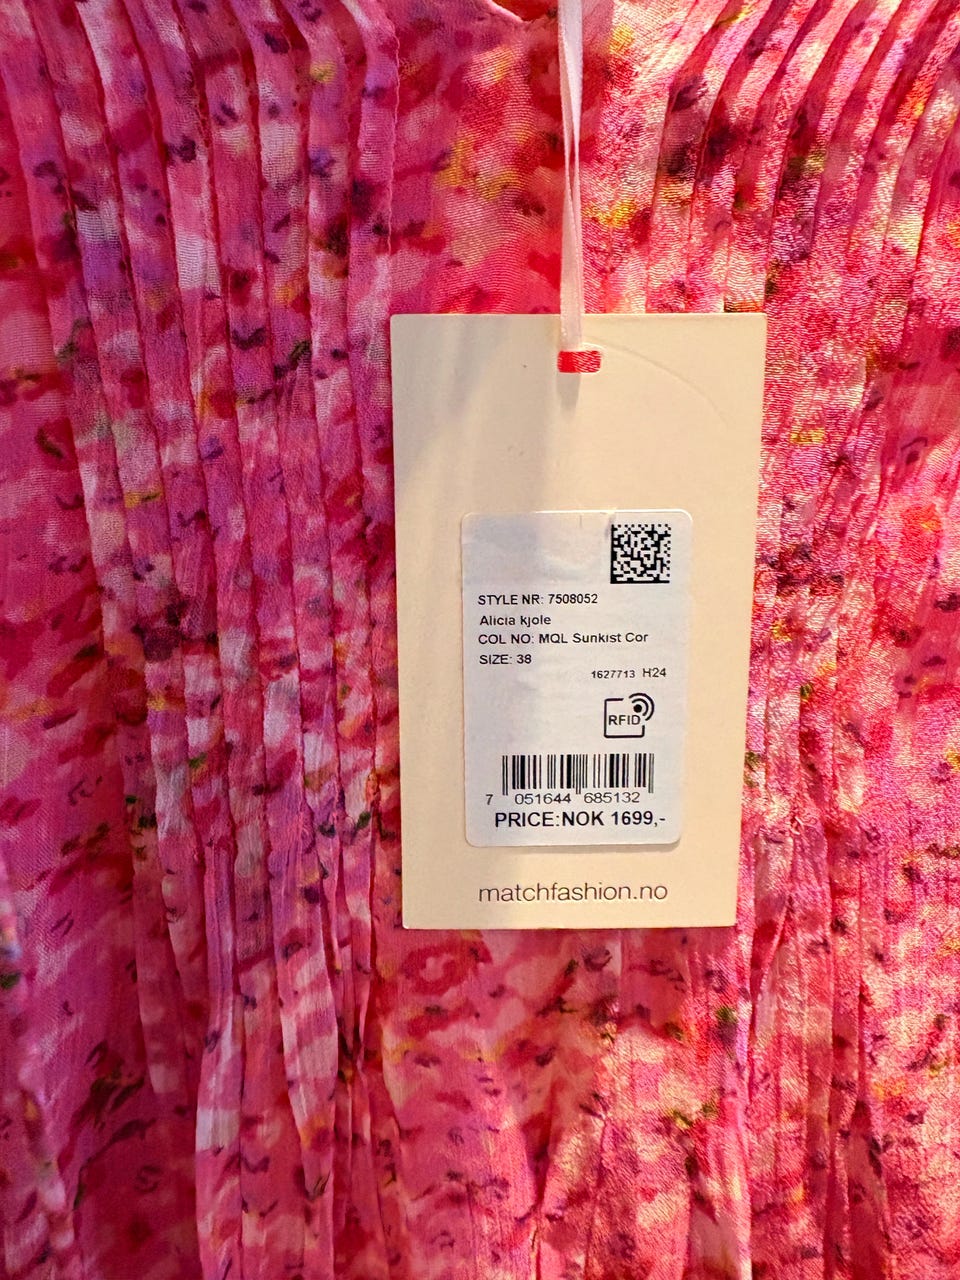 STYLE NR: 7508052
Alicia kjole
COL NO: MQL Sunkist Cor
SIZE: 38
1627713 H24
RFID
7 051644 685132
PRICE:NOK 1699,-
matchfashion.no